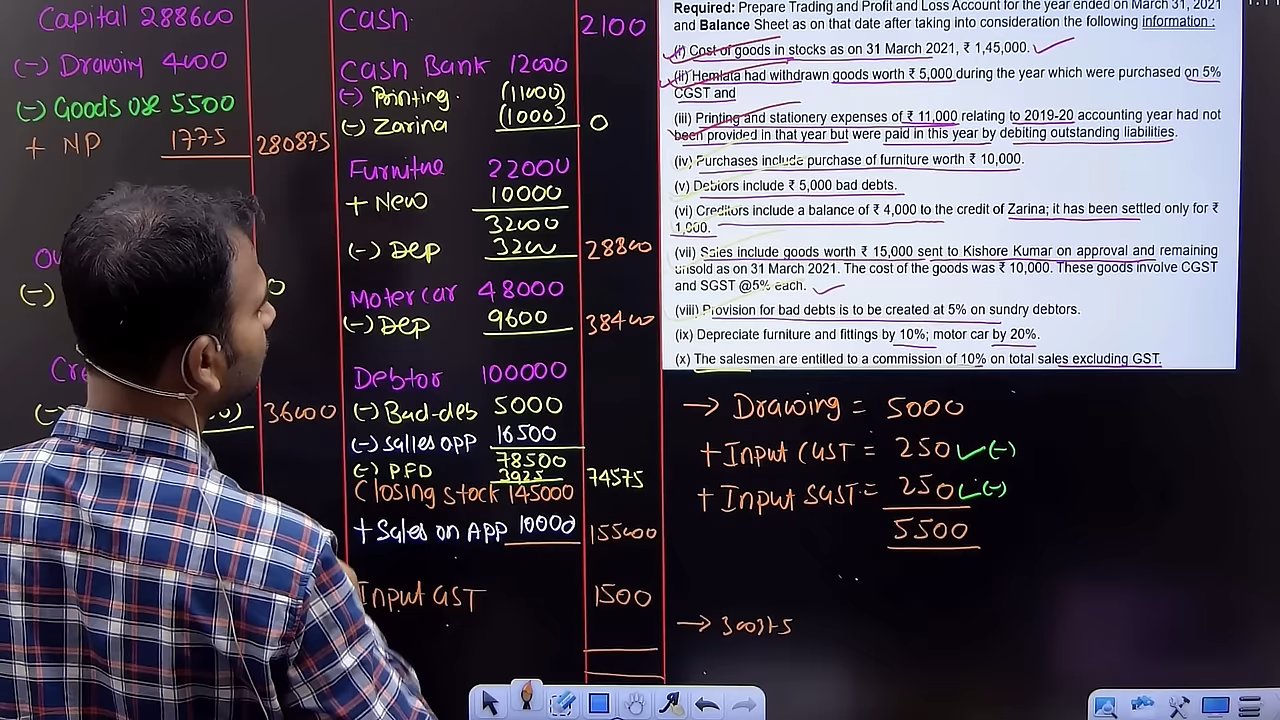 Capital 288600
(-) Drawing 4000
(-) Goods use 5500
+ NP 1775 280875
36000
Cash 2100
Cash Bank 12000
(-) Printing. (11000)
(-) Zarina (1000) 0
Furniture 22000
+ New 10000
32000
(-) Dep 3200 28800
Motercar 48000
(-) Dep 9600 38400
Debtor 100000
(-) Bad-deb 5000
(-) Salles app 16500
78500
(-) PFD 3925 74575
Closing stock 145000
+ Sales on App 10000 155000
Input GST 1500
Required: Prepare Trading and Profit and Loss Account for the year ended on March 31, 2021
and Balance Sheet as on that date after taking into consideration the following information :
(i) Cost of goods in stocks as on 31 March 2021, ₹ 1,45,000.
(ii) Hemlata had withdrawn goods worth ₹ 5,000 during the year which were purchased on 5%
CGST and
(iii) Printing and stationery expenses of ₹ 11,000 relating to 2019-20 accounting year had not
been provided in that year but were paid in this year by debiting outstanding liabilities.
(iv) Purchases include purchase of furniture worth ₹ 10,000.
(v) Debtors include ₹ 5,000 bad debts.
(vi) Creditors include a balance of ₹ 4,000 to the credit of Zarina; it has been settled only for ₹
1,000.
(vii) Sales include goods worth ₹ 15,000 sent to Kishore Kumar on approval and remaining
unsold as on 31 March 2021. The cost of the goods was ₹ 10,000. These goods involve CGST
and SGST @5% each.
(viii) Provision for bad debts is to be created at 5% on sundry debtors.
(ix) Depreciate furniture and fittings by 10%; motor car by 20%.
(x) The salesmen are entitled to a commission of 10% on total sales excluding GST.
→ Drawing = 5000
+ Input CGST = 250 ✓(-)
+ Input SGST = 250 ✓(-)
5500
→ 300375